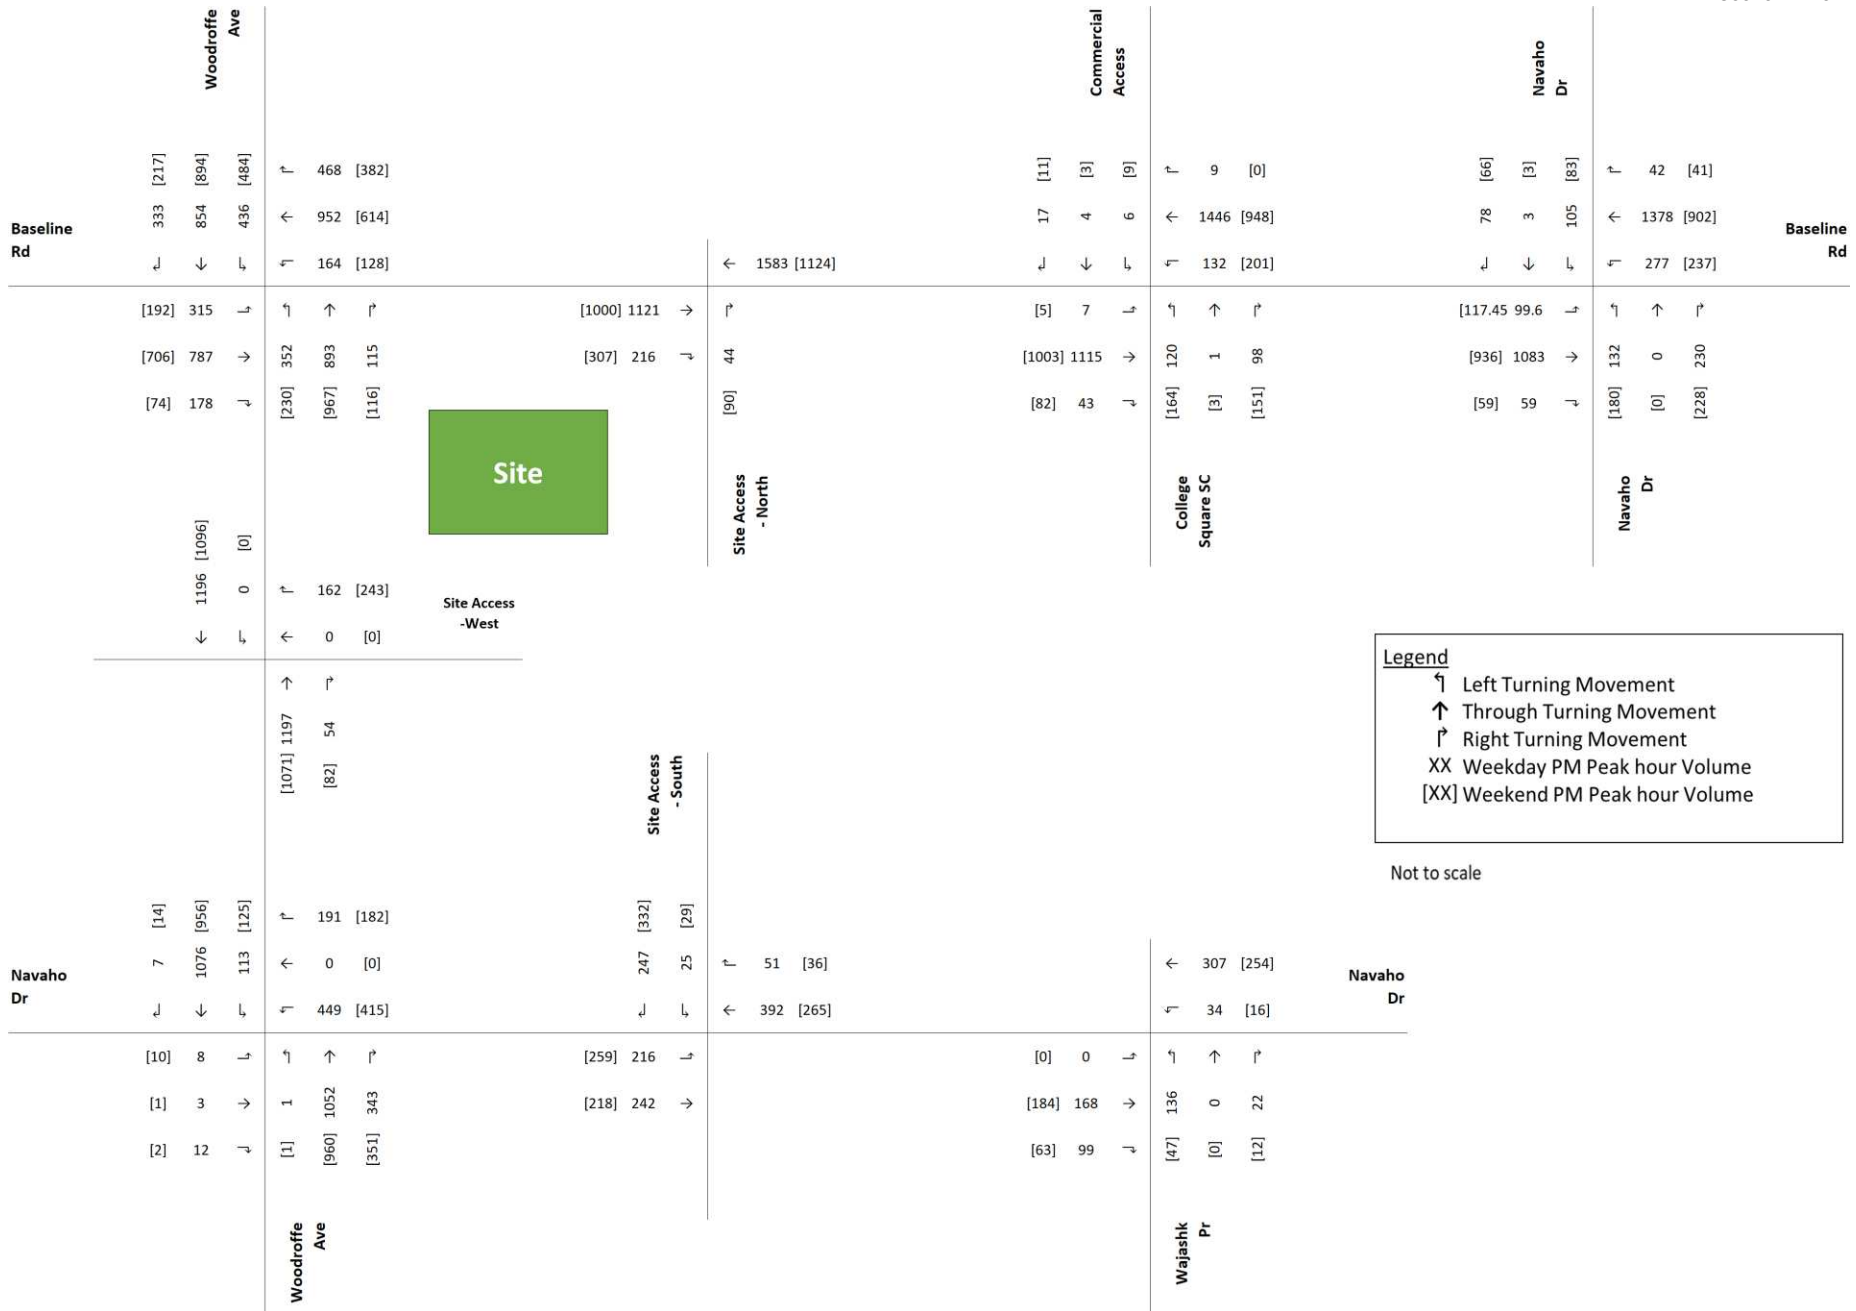 Woodroffe
Ave
Commercial
Access
Navaho
Dr
[217] [894] [484] ↱ 468 [382]
333 854 436 ← 952 [614]
↲ ↓ ↳ ↰ 164 [128]
[11] [3] [9] ↱ 9 [0]
17 4 6 ← 1446 [948]
↲ ↓ ↳ ↰ 132 [201]
[66] [3] [83] ↱ 42 [41]
78 3 105 ← 1378 [902]
↲ ↓ ↳ ↰ 277 [237]
Baseline
Rd
Baseline
Rd
← 1583 [1124]
[192] 315 ↰ ↑ ↱
[706] 787 → 352 893 115
[74] 178 [230] [967] [116]
[1000] 1121 → ↱
[307] 216 44
[90]
[5] 7 ↰ ↑ ↱
[1003] 1115 → 120 1 98
[82] 43 [164] [3] [151]
[117.45 99.6 ↰ ↑ ↱
[936] 1083 → 132 0 230
[59] 59 [180] [0] [228]
Site
Site Access
- North
College
Square SC
Navaho
Dr
[1096] [0]
1196 0 ↱ 162 [243]
↓ ↳ ← 0 [0]
Site Access
-West
↑ ↱
1197 54
[1071] [82]
Legend
↰ Left Turning Movement
↑ Through Turning Movement
↱ Right Turning Movement
XX Weekday PM Peak hour Volume
[XX] Weekend PM Peak hour Volume
Not to scale
Site Access
- South
[14] [956] [125] ↱ 191 [182]
7 1076 113 ← 0 [0]
↲ ↓ ↳ ↰ 449 [415]
[332] [29]
247 25 ↱ 51 [36]
↲ ↳ ← 392 [265]
← 307 [254]
↰ 34 [16]
Navaho
Dr
Navaho
Dr
[10] 8 ↰ ↑ ↱
[1] 3 → 1 1052 343
[2] 12 [1] [960] [351]
[259] 216
[218] 242 →
[0] 0 ↰ ↑ ↱
[184] 168 → 136 0 22
[63] 99 [47] [0] [12]
Woodroffe
Ave
Wajashk
Pr